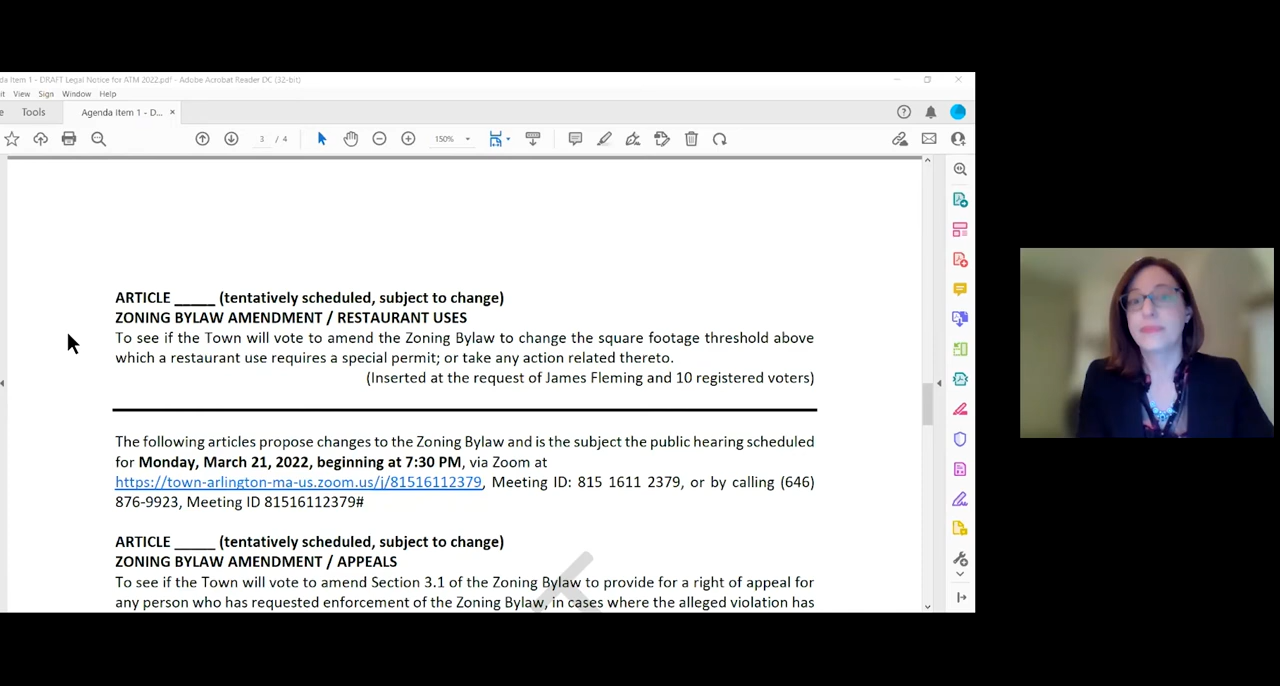 da Item 1 - DRAFT Legal Notice for ATM 2022.pdf - Adobe Acrobat Reader DC (32-bit)
it View Sign Window Help
e Tools Agenda Item 1 - D... ×
3 / 4 150%
ARTICLE _____ (tentatively scheduled, subject to change)
ZONING BYLAW AMENDMENT / RESTAURANT USES
To see if the Town will vote to amend the Zoning Bylaw to change the square footage threshold above
which a restaurant use requires a special permit; or take any action related thereto.
(Inserted at the request of James Fleming and 10 registered voters)
The following articles propose changes to the Zoning Bylaw and is the subject the public hearing scheduled
for Monday, March 21, 2022, beginning at 7:30 PM, via Zoom at
https://town-arlington-ma-us.zoom.us/j/81516112379, Meeting ID: 815 1611 2379, or by calling (646)
876-9923, Meeting ID 81516112379#
ARTICLE _____ (tentatively scheduled, subject to change)
ZONING BYLAW AMENDMENT / APPEALS
To see if the Town will vote to amend Section 3.1 of the Zoning Bylaw to provide for a right of appeal for
any person who has requested enforcement of the Zoning Bylaw, in cases where the alleged violation has